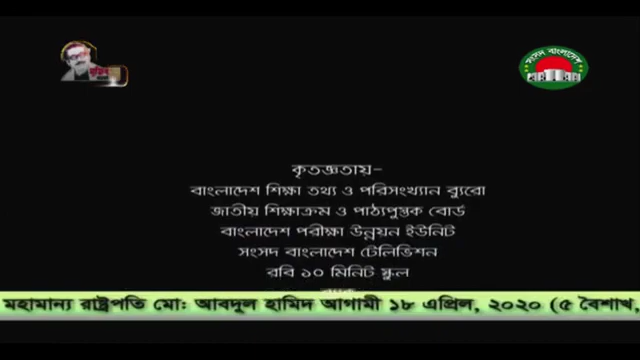 সংসদ বাংলাদেশ
কৃতজ্ঞতায়-
বাংলাদেশ শিক্ষা তথ্য ও পরিসংখ্যান ব্যুরো
জাতীয় শিক্ষাক্রম ও পাঠ্যপুস্তক বোর্ড
বাংলাদেশ পরীক্ষা উন্নয়ন ইউনিট
সংসদ বাংলাদেশ টেলিভিশন
রবি ১০ মিনিট স্কুল
মহামান্য রাষ্ট্রপতি মো: আবদুল হামিদ আগামী ১৮ এপ্রিল, ২০২০ (৫ বৈশাখ,